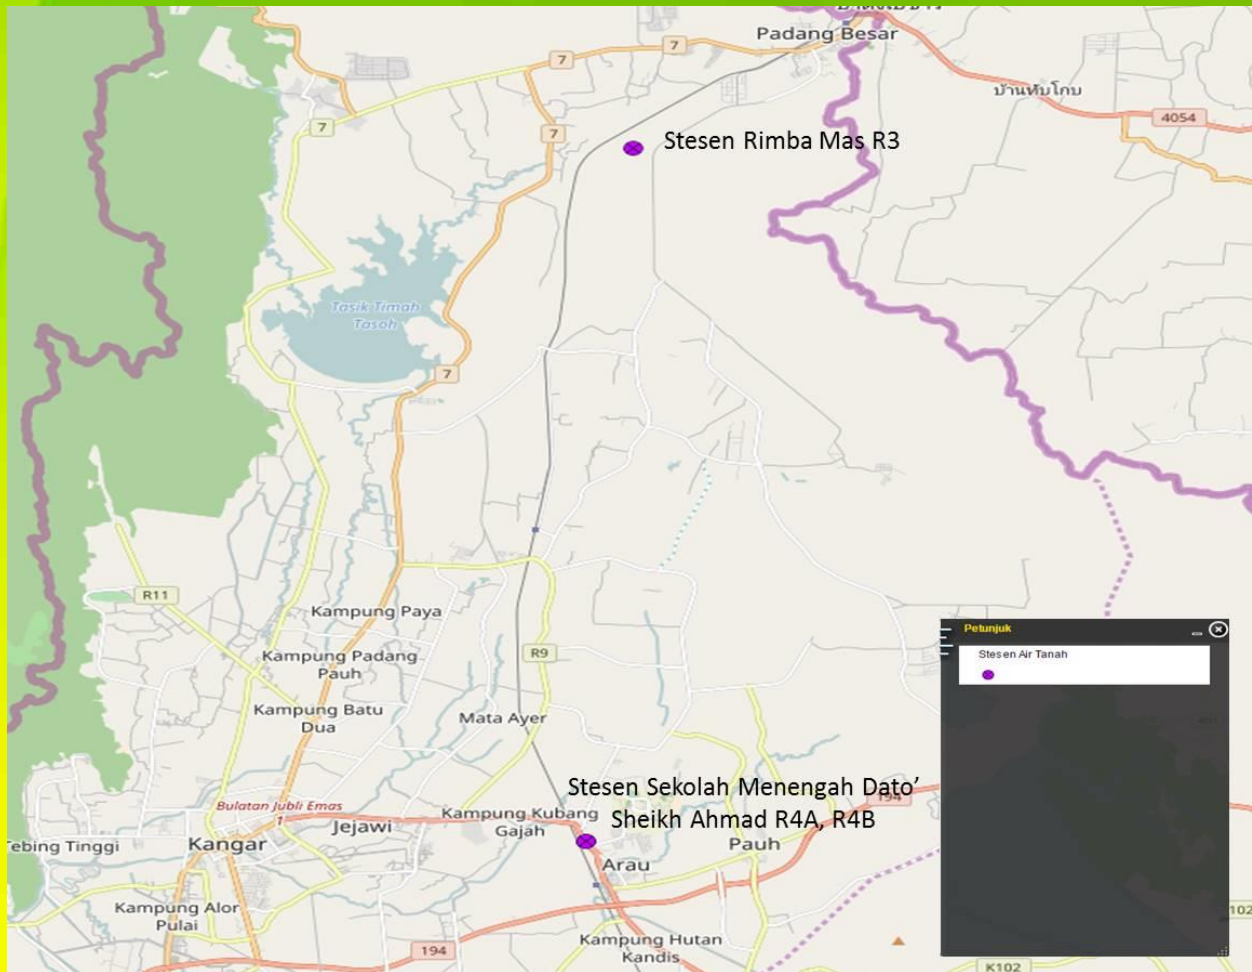 Padang Besar
7
7
บ้านทับโกบ
4054
7
7
Stesen Rimba Mas R3
Tasik Timah
Tasoh
7
R11
Kampung Paya
Petunjuk
Stesen Air Tanah
Kampung Padang
Pauh
R9
Kampung Batu
Dua
Mata Ayer
Stesen Sekolah Menengah Dato’
Sheikh Ahmad R4A, R4B
194
Bulatan Jubli Emas
1
Jejawi
Kampung Kubang
Gajah
Tebing Tinggi
Kangar
Pauh
Arau
Kampung Alor
Pulai
102
194
Kampung Hutan
Kandis
K102